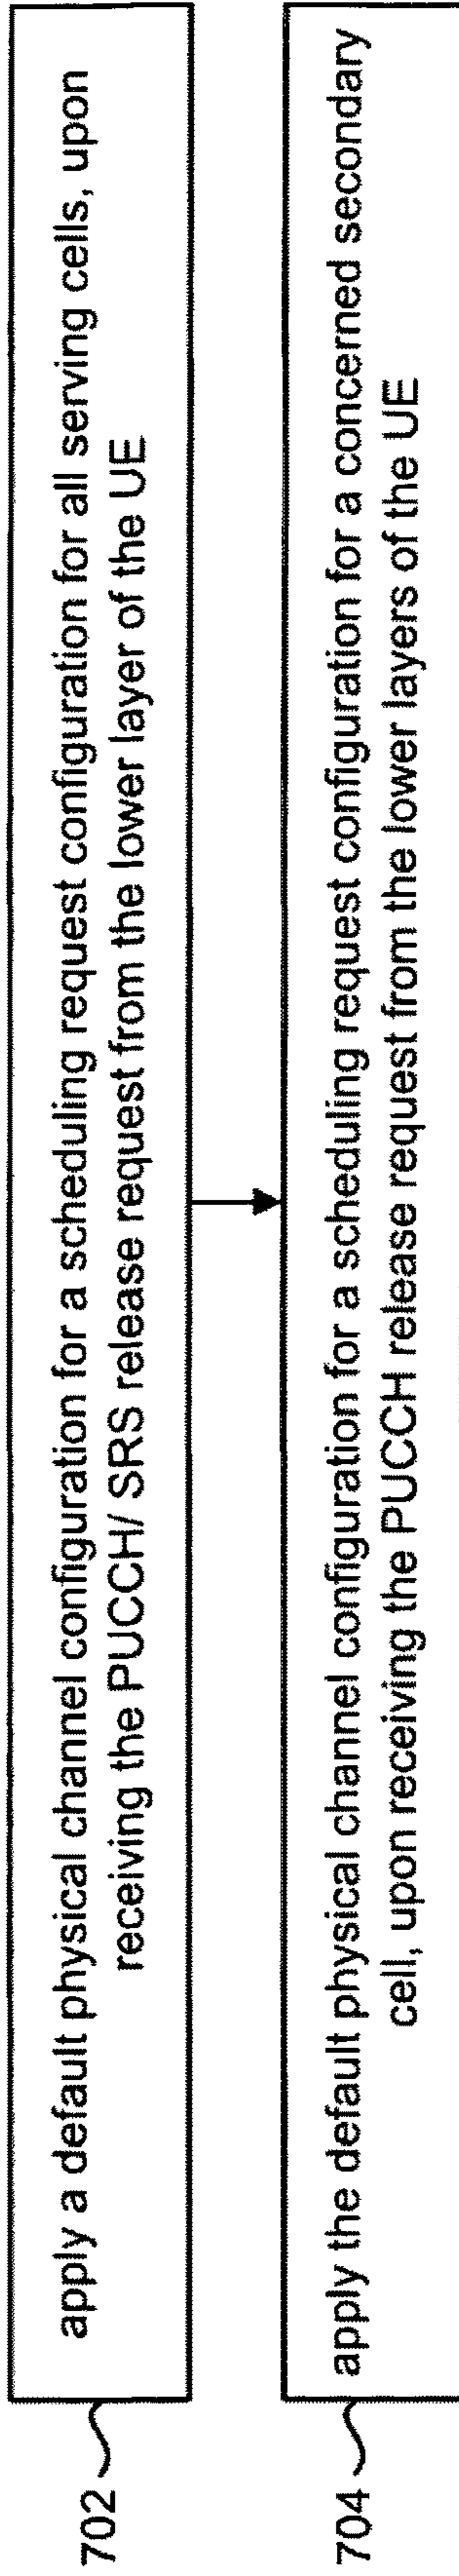 apply a default physical channel configuration for a scheduling request configuration for all serving cells, upon
receiving the PUCCH/ SRS release request from the lower layer of the UE
702
apply the default physical channel configuration for a scheduling request configuration for a concerned secondary
cell, upon receiving the PUCCH release request from the lower layers of the UE
704